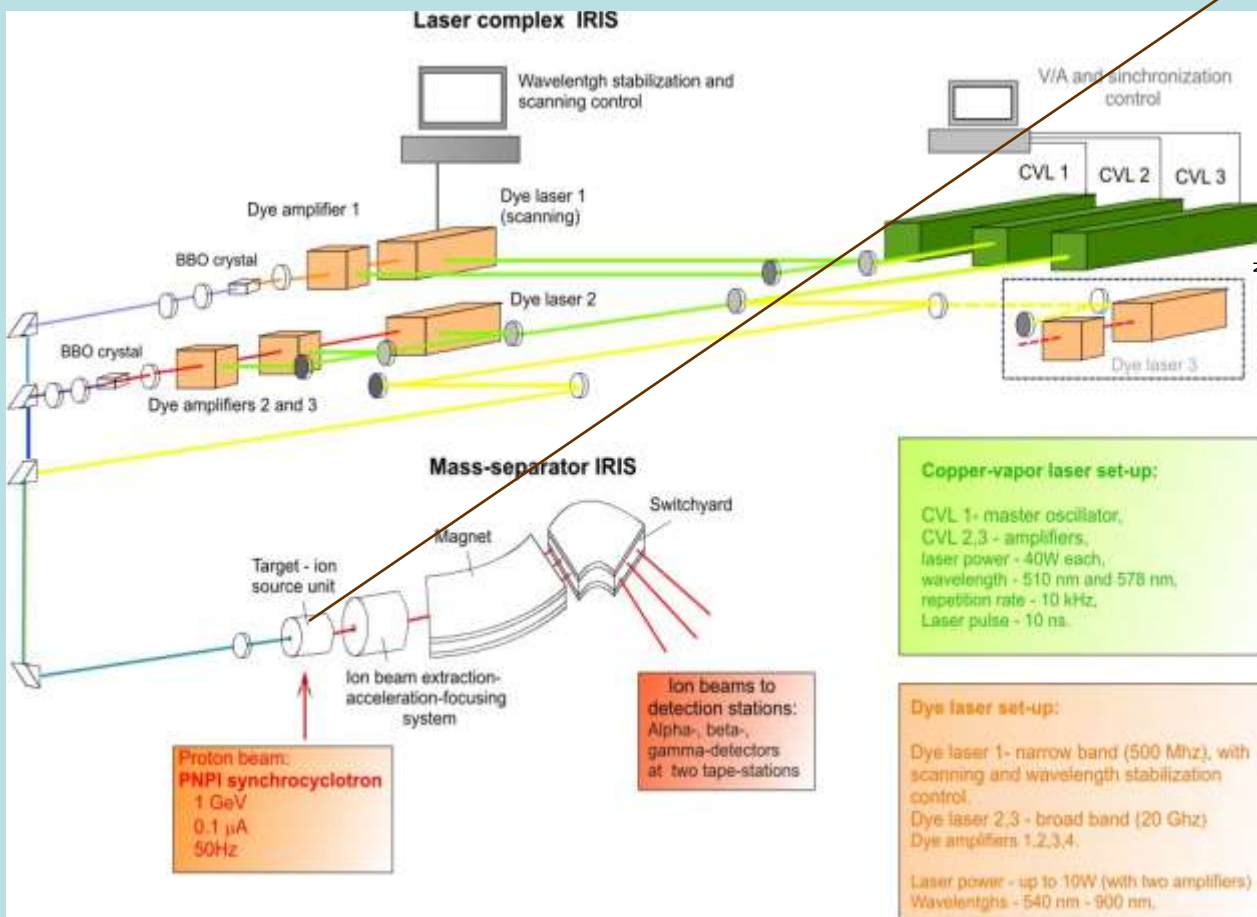 Laser complex IRIS
Wavelentgh stabilization and
scanning control
V/A and sinchronization
control
CVL 1
CVL 2
CVL 3
Dye amplifier 1
Dye laser 1
(scanning)
BBO crystal
Dye laser 2
BBO crystal
Dye laser 3
Dye amplifiers 2 and 3
Mass-separator IRIS
Switchyard
Magnet
Target - ion
source unit
Ion beam extraction-
acceleration-focusing
system
Proton beam:
PNPI synchrocyclotron
1 GeV
0.1 μA
50Hz
Ion beams to
detection stations:
Alpha-, beta-,
gamma-detectors
at two tape-stations
Copper-vapor laser set-up:
CVL 1- master oscillator,
CVL 2,3 - amplifiers,
laser power - 40W each,
wavelength - 510 nm and 578 nm,
repetition rate - 10 kHz,
Laser pulse - 10 ns.
Dye laser set-up:
Dye laser 1- narrow band (500 Mhz), with
scanning and wavelength stabilization
control.
Dye laser 2,3 - broad band (20 Ghz)
Dye amplifiers 1,2,3,4.
Laser power - up to 10W (with two amplifiers)
Wavelentghs - 540 nm - 900 nm,